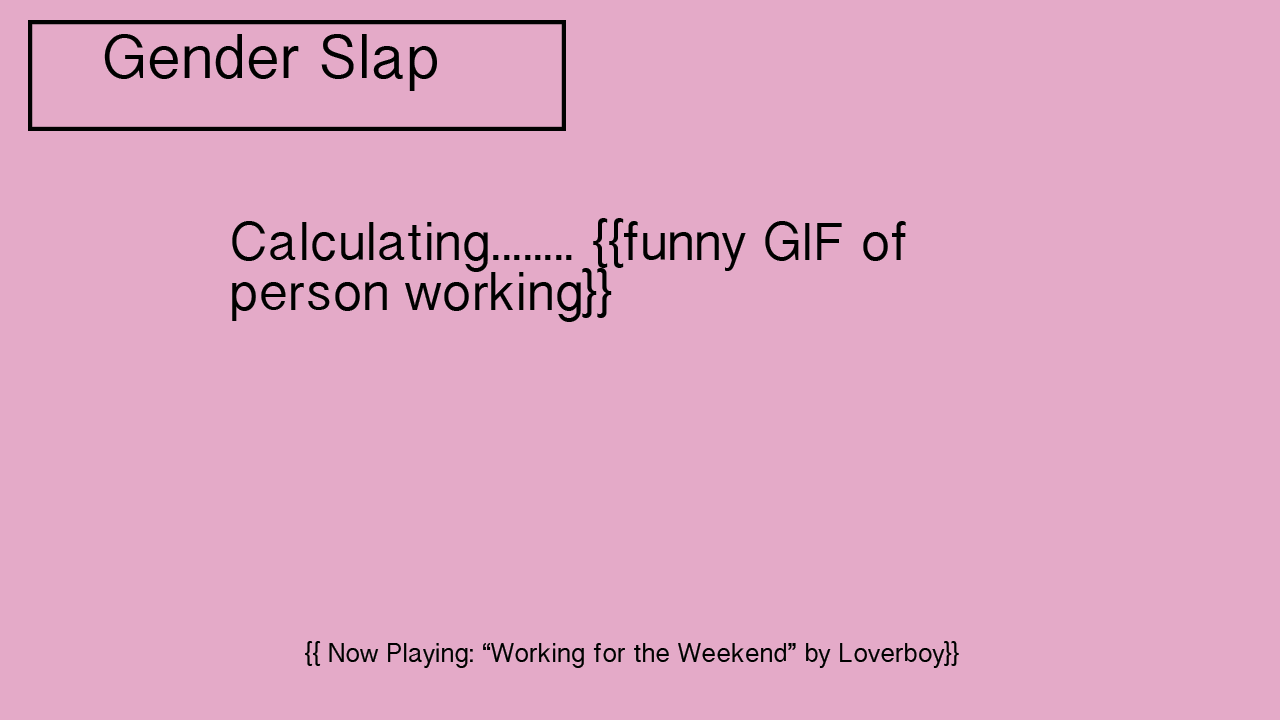 Gender Slap
Calculating........ {{funny GIF of
person working}}
{{ Now Playing: “Working for the Weekend” by Loverboy}}